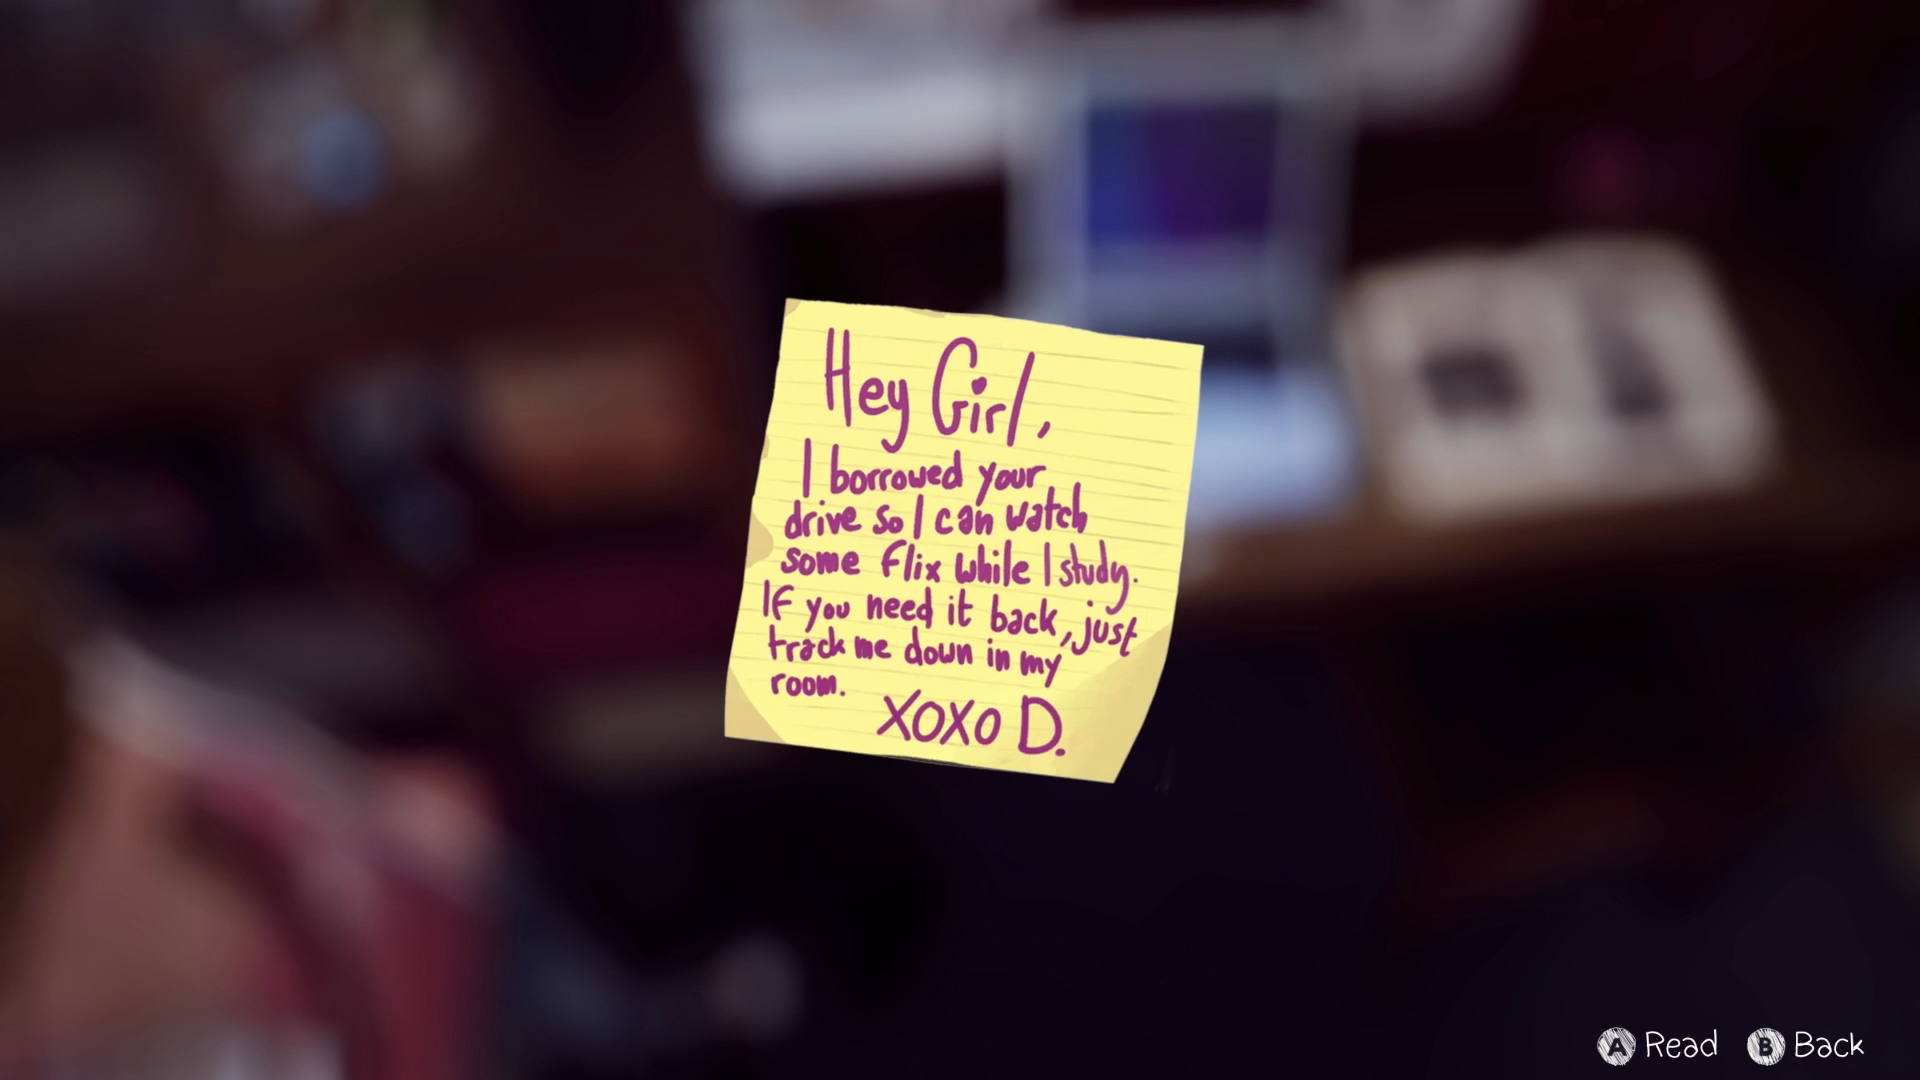 Hey Girl,
I borrowed your
drive so I can watch
some flix while I study.
If you need it back, just
track me down in my
room.
XOXO D.
A Read B Back